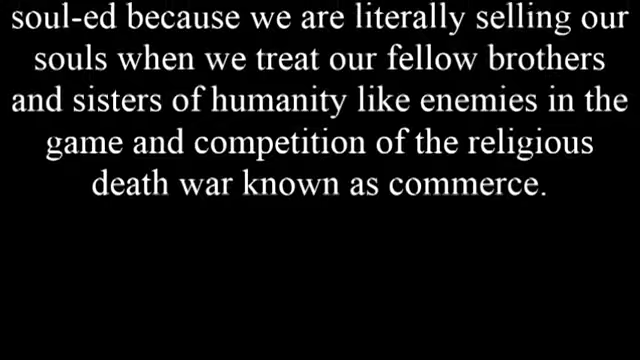 soul-ed because we are literally selling our
souls when we treat our fellow brothers
and sisters of humanity like enemies in the
game and competition of the religious
death war known as commerce.